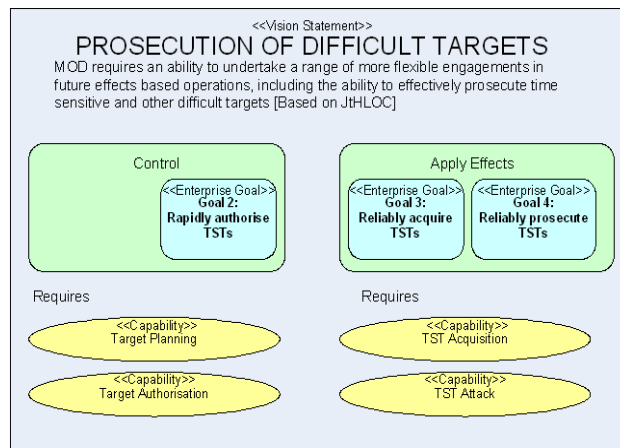 <<Vision Statement>>
PROSECUTION OF DIFFICULT TARGETS
MOD requires an ability to undertake a range of more flexible engagements in
future effects based operations, including the ability to effectively prosecute time
sensitive and other difficult targets [Based on JtHLOC]
Control
<<Enterprise Goal>>
Goal 2:
Rapidly authorise
TSTs
Apply Effects
<<Enterprise Goal>>
Goal 3:
Reliably acquire
TSTs
<<Enterprise Goal>>
Goal 4:
Reliably prosecute
TSTs
Requires
<<Capability>>
Target Planning
<<Capability>>
Target Authorisation
Requires
<<Capability>>
TST Acquisition
<<Capability>>
TST Attack